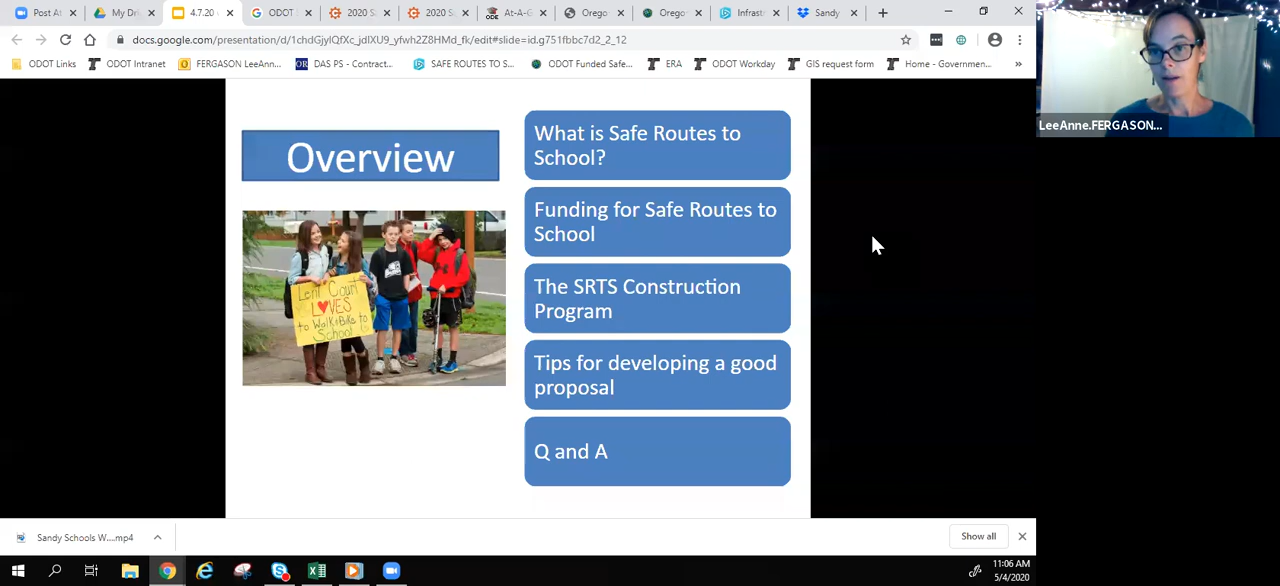 Post At
My Dri
4.7.20
ODOT
2020 S
2020 S
At-A-G
Orego
Orego
Infrast
Sandy
docs.google.com/presentation/d/1chdGjylQfXc_jdIXU9_yfwh2Z8HMd_fk/edit#slide=id.g751fbbc7d2_2_12
ODOT Links
ODOT Intranet
FERGASON LeeAnn...
DAS PS - Contract...
SAFE ROUTES TO S...
ODOT Funded Safe...
ERA
ODOT Workday
GIS request form
Home - Governmen...
»
LeeAnne.FERGASON...
Overview
Lent Court
LOVES
to Walk & Bike to
School
What is Safe Routes to
School?
Funding for Safe Routes to
School
The SRTS Construction
Program
Tips for developing a good
proposal
Q and A
Sandy Schools W....mp4
Show all
11:06 AM
5/4/2020